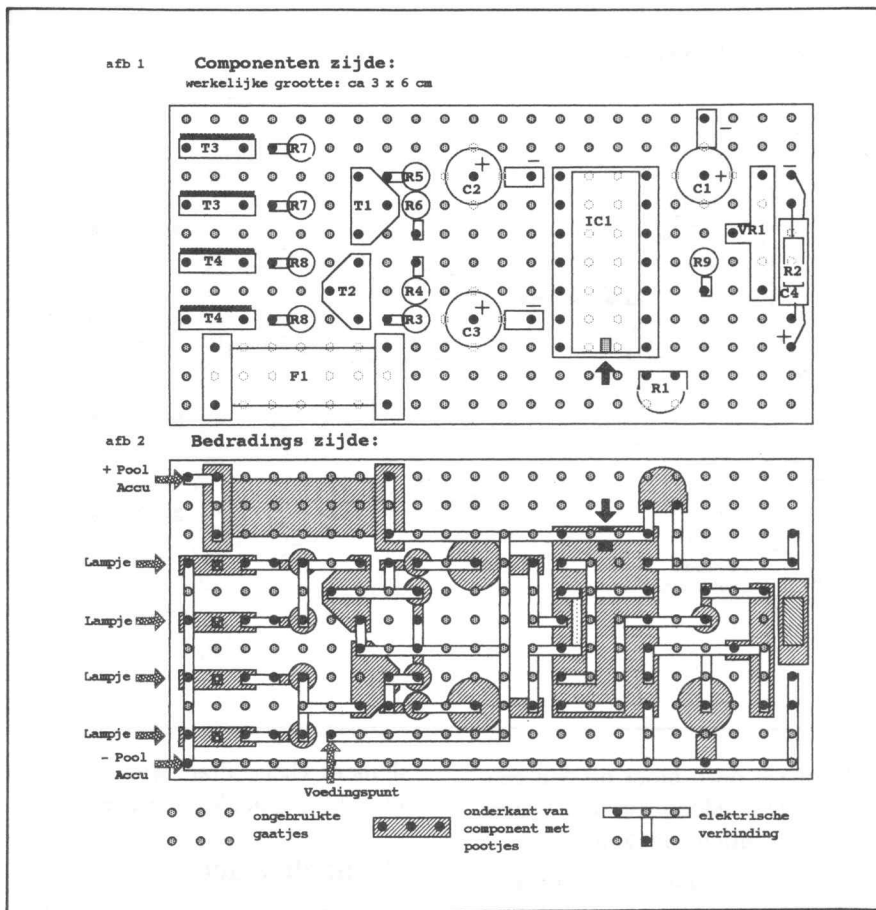 afb 1 Componenten zijde:
werkelijke grootte: ca 3 x 6 cm
T3 R7
T3 R7
T4 R8
T4 R8
T1 R5
R6
T2 R4
R3
C2 + −
C3 + −
IC1
C1 + −
VR1
R9
R2
C4
− +
F1
R1
afb 2 Bedradings zijde:
+ Pool
Accu
Lampje
Lampje
Lampje
Lampje
− Pool
Accu
Voedingspunt
ongebruikte
gaatjes
onderkant van
component met
pootjes
elektrische
verbinding